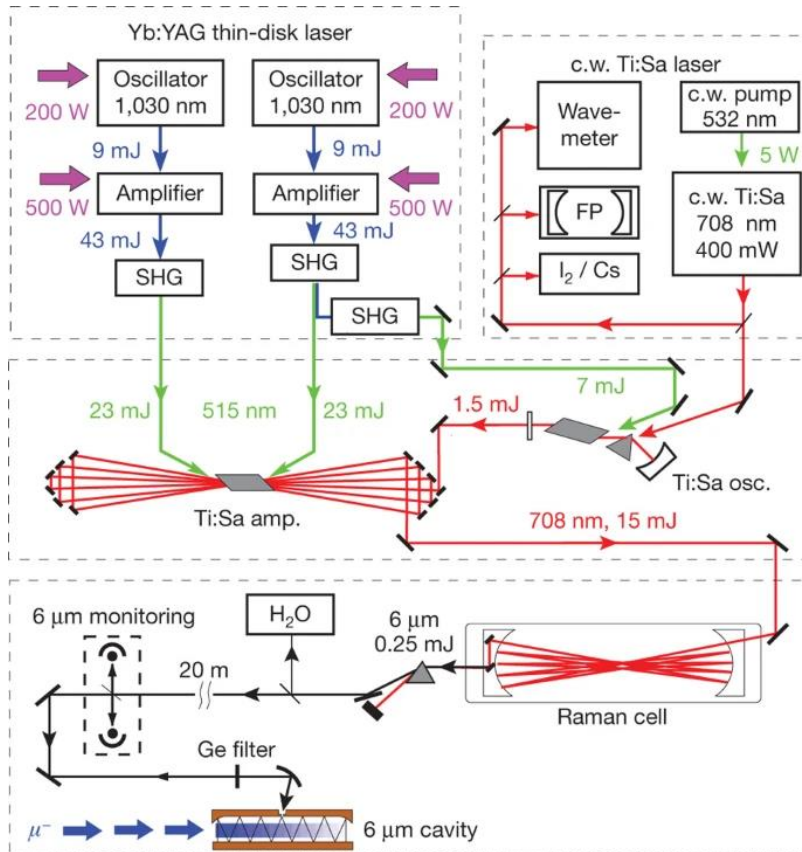 Yb:YAG thin-disk laser
Oscillator
1,030 nm
Oscillator
1,030 nm
200 W
200 W
9 mJ
9 mJ
Amplifier
Amplifier
500 W
500 W
43 mJ
43 mJ
SHG
SHG
SHG
c.w. Ti:Sa laser
Wave-
meter
c.w. pump
532 nm
5 W
FP
c.w. Ti:Sa
708 nm
400 mW
I₂ / Cs
23 mJ
515 nm
23 mJ
7 mJ
1.5 mJ
Ti:Sa osc.
Ti:Sa amp.
708 nm, 15 mJ
6 μm monitoring
H₂O
6 μm
0.25 mJ
20 m
Raman cell
Ge filter
μ⁻
6 μm cavity